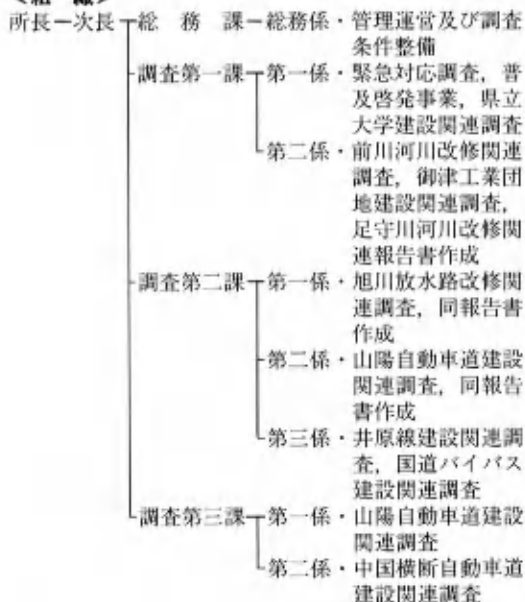 <組 織>
所長ー次長┬総 務 課ー総務係・管理運営及び調査
条件整備
├調査第一課┬第一係・緊急対応調査，普
及啓発事業，県立
大学建設関連調査
└第二係・前川河川改修関連
調査，御津工業団
地建設関連調査，
足守川河川改修関
連報告書作成
├調査第二課┬第一係・旭川放水路改修関
連調査，同報告書
作成
├第二係・山陽自動車道建設
関連調査，同報告
書作成
└第三係・井原線建設関連調
査，国道バイパス
建設関連調査
└調査第三課┬第一係・山陽自動車道建設
関連調査
└第二係・中国横断自動車道
建設関連調査